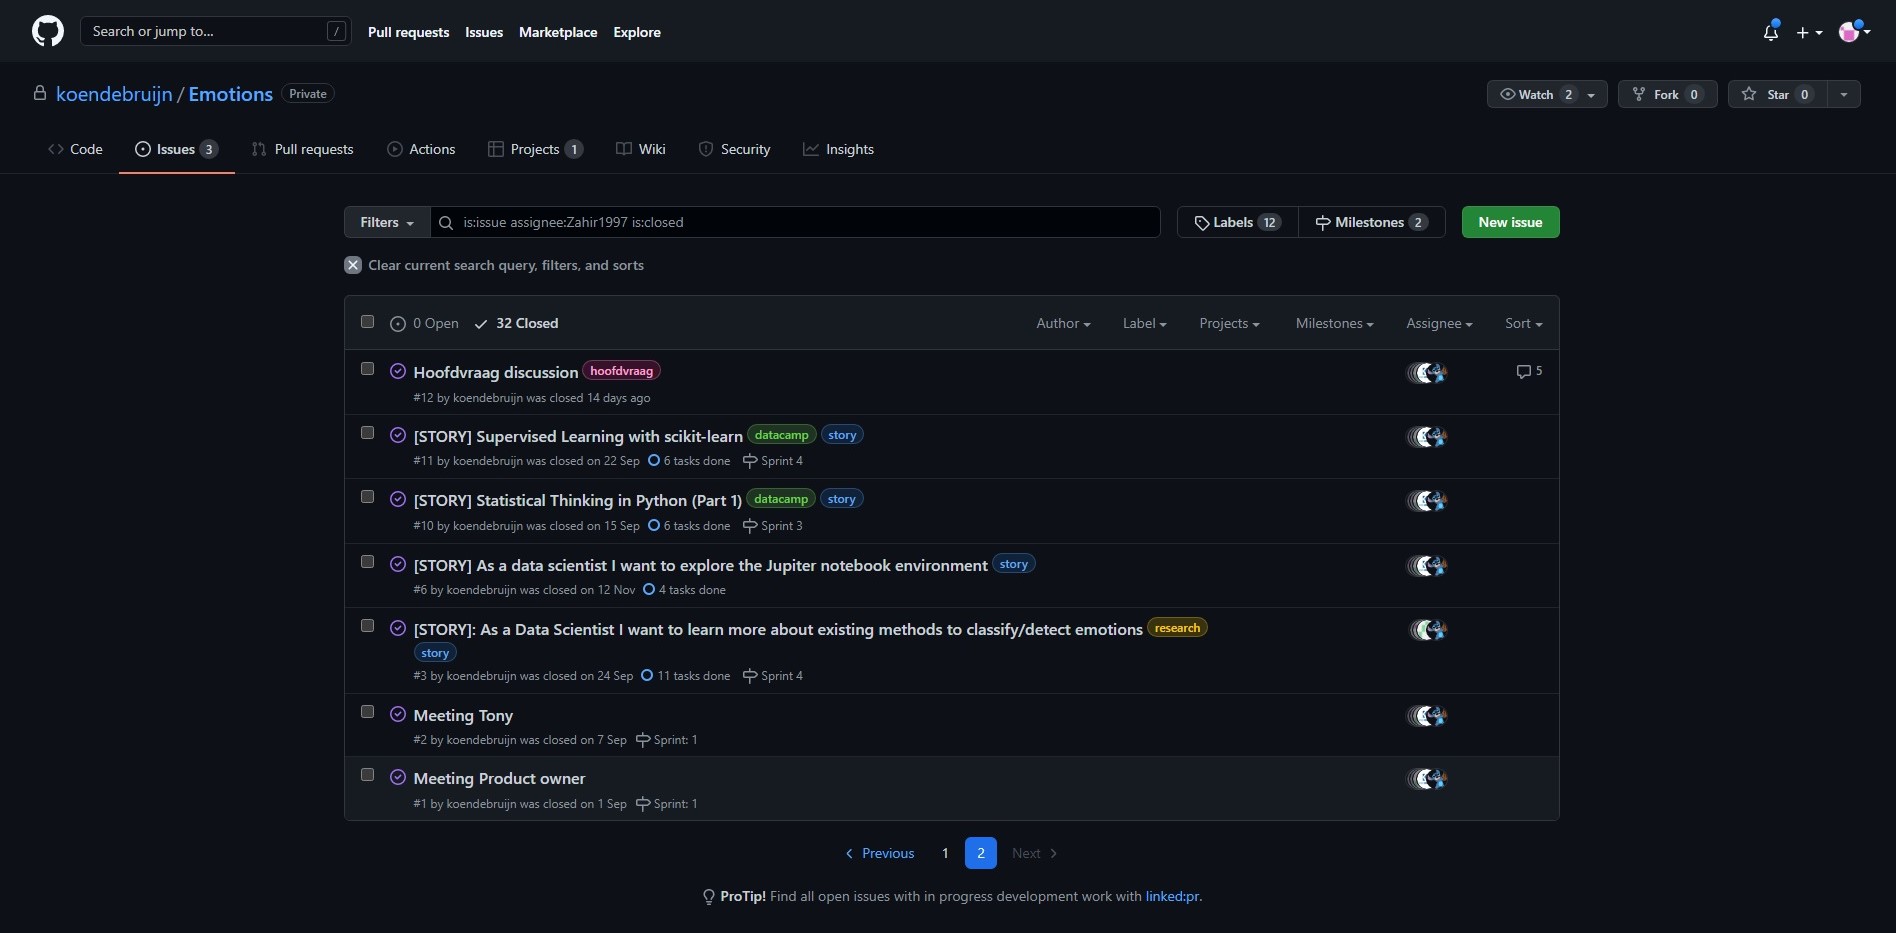 Search or jump to... /
Pull requests Issues Marketplace Explore
koendebruijn / Emotions Private
Watch 2 Fork 0 Star 0
Code Issues 3 Pull requests Actions Projects 1 Wiki Security Insights
Filters is:issue assignee:Zahir1997 is:closed Labels 12 Milestones 2 New issue
Clear current search query, filters, and sorts
0 Open 32 Closed Author Label Projects Milestones Assignee Sort
Hoofdvraag discussion hoofdvraag 5
#12 by koendebruijn was closed 14 days ago
[STORY] Supervised Learning with scikit-learn datacamp story
#11 by koendebruijn was closed on 22 Sep 6 tasks done Sprint 4
[STORY] Statistical Thinking in Python (Part 1) datacamp story
#10 by koendebruijn was closed on 15 Sep 6 tasks done Sprint 3
[STORY] As a data scientist I want to explore the Jupiter notebook environment story
#6 by koendebruijn was closed on 12 Nov 4 tasks done
[STORY]: As a Data Scientist I want to learn more about existing methods to classify/detect emotions research
story
#3 by koendebruijn was closed on 24 Sep 11 tasks done Sprint 4
Meeting Tony
#2 by koendebruijn was closed on 7 Sep Sprint: 1
Meeting Product owner
#1 by koendebruijn was closed on 1 Sep Sprint: 1
Previous 1 2 Next
ProTip! Find all open issues with in progress development work with linked:pr.